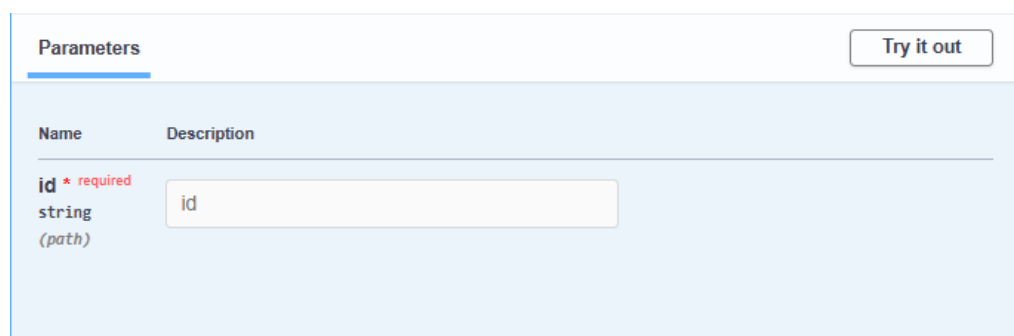 Parameters
Try it out
Name Description
id * required
id
string
(path)